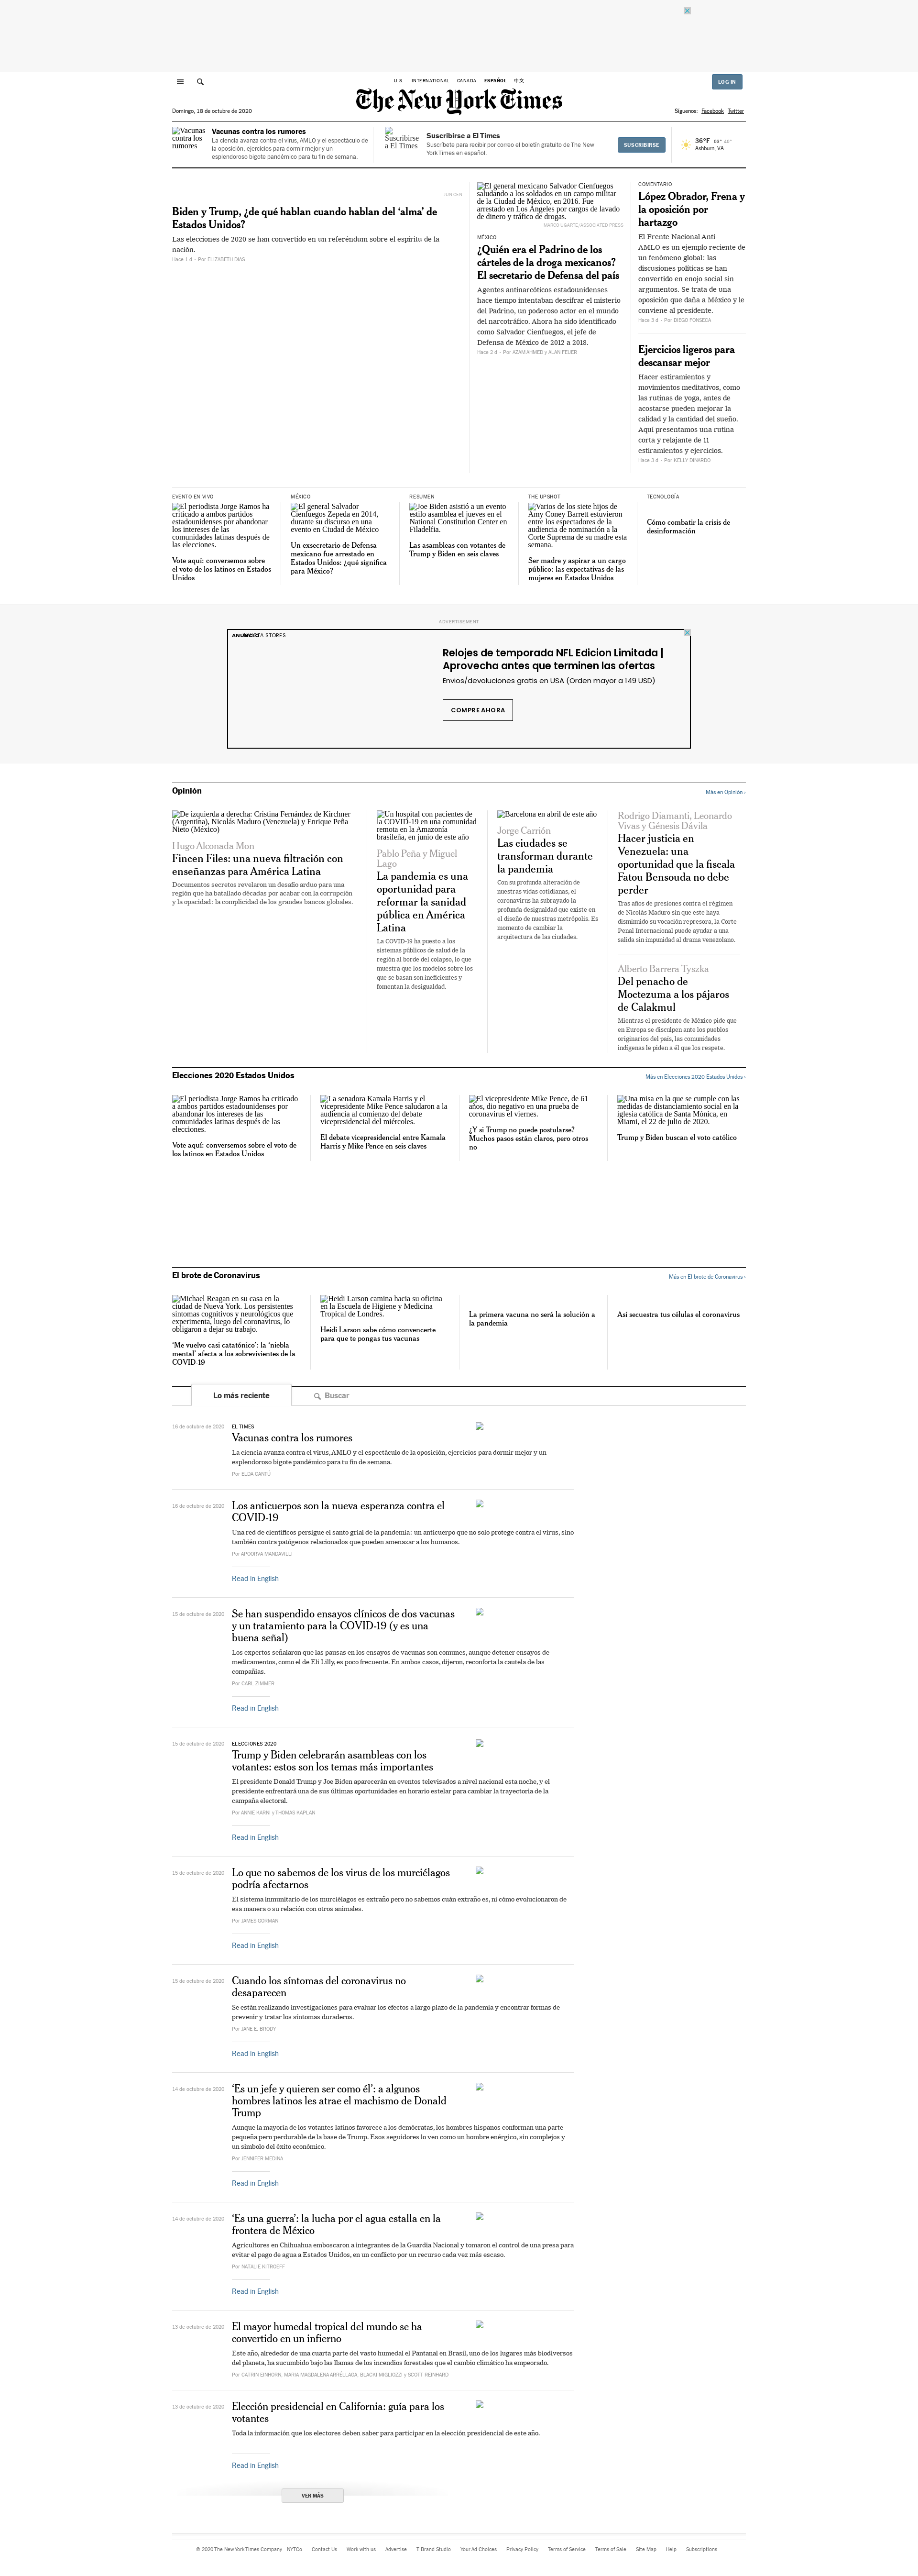 U.S. INTERNATIONAL CANADA ESPAÑOL 中文
LOG IN
The New York Times
Domingo, 18 de octubre de 2020
Síguenos: Facebook Twitter
Vacunas contra los rumores
Vacunas contra los rumores
La ciencia avanza contra el virus, AMLO y el espectáculo de
la oposición, ejercicios para dormir mejor y un
esplendoroso bigote pandémico para tu fin de semana.
Suscribirse a El Times
Suscribirse a El Times
Suscríbete para recibir por correo el boletín gratuito de The New
York Times en español.
SUSCRIBIRSE
36°F 63° 46°
Ashburn, VA
JUN CEN
Biden y Trump, ¿de qué hablan cuando hablan del ‘alma’ de
Estados Unidos?
Las elecciones de 2020 se han convertido en un referéndum sobre el espíritu de la
nación.
Hace 1 d – Por ELIZABETH DIAS
El general mexicano Salvador Cienfuegos
saludando a los soldados en un campo militar
de la Ciudad de México, en 2016. Fue
arrestado en Los Ángeles por cargos de lavado
de dinero y tráfico de drogas.
MARCO UGARTE/ASSOCIATED PRESS
MÉXICO
¿Quién era el Padrino de los
cárteles de la droga mexicanos?
El secretario de Defensa del país
Agentes antinarcóticos estadounidenses
hace tiempo intentaban descifrar el misterio
del Padrino, un poderoso actor en el mundo
del narcotráfico. Ahora ha sido identificado
como Salvador Cienfuegos, el jefe de
Defensa de México de 2012 a 2018.
Hace 2 d – Por AZAM AHMED y ALAN FEUER
COMENTARIO
López Obrador, Frena y
la oposición por
hartazgo
El Frente Nacional Anti-
AMLO es un ejemplo reciente de
un fenómeno global: las
discusiones políticas se han
convertido en enojo social sin
argumentos. Se trata de una
oposición que daña a México y le
conviene al presidente.
Hace 3 d – Por DIEGO FONSECA
Ejercicios ligeros para
descansar mejor
Hacer estiramientos y
movimientos meditativos, como
las rutinas de yoga, antes de
acostarse pueden mejorar la
calidad y la cantidad del sueño.
Aquí presentamos una rutina
corta y relajante de 11
estiramientos y ejercicios.
Hace 3 d – Por KELLY DINARDO
EVENTO EN VIVO
El periodista Jorge Ramos ha
criticado a ambos partidos
estadounidenses por abandonar
los intereses de las
comunidades latinas después de
las elecciones.
Vote aquí: conversemos sobre
el voto de los latinos en Estados
Unidos
MÉXICO
El general Salvador
Cienfuegos Zepeda en 2014,
durante su discurso en un
evento en Ciudad de México
Un exsecretario de Defensa
mexicano fue arrestado en
Estados Unidos: ¿qué significa
para México?
RESUMEN
Joe Biden asistió a un evento
estilo asamblea el jueves en el
National Constitution Center en
Filadelfia.
Las asambleas con votantes de
Trump y Biden en seis claves
THE UPSHOT
Varios de los siete hijos de
Amy Coney Barrett estuvieron
entre los espectadores de la
audiencia de nominación a la
Corte Suprema de su madre esta
semana.
Ser madre y aspirar a un cargo
público: las expectativas de las
mujeres en Estados Unidos
TECNOLOGÍA
Cómo combatir la crisis de
desinformación
ADVERTISEMENT
Relojes de temporada NFL Edicion Limitada |
Aprovecha antes que terminen las ofertas
Envios/devoluciones gratis en USA (Orden mayor a 149 USD)
COMPRE AHORA
Opinión
Más en Opinión ›
De izquierda a derecha: Cristina Fernández de Kirchner
(Argentina), Nicolás Maduro (Venezuela) y Enrique Peña
Nieto (México)
Hugo Alconada Mon
Fincen Files: una nueva filtración con
enseñanzas para América Latina
Documentos secretos revelaron un desafío arduo para una
región que ha batallado décadas por acabar con la corrupción
y la opacidad: la complicidad de los grandes bancos globales.
Un hospital con pacientes de
la COVID-19 en una comunidad
remota en la Amazonía
brasileña, en junio de este año
Pablo Peña y Miguel
Lago
La pandemia es una
oportunidad para
reformar la sanidad
pública en América
Latina
La COVID-19 ha puesto a los
sistemas públicos de salud de la
región al borde del colapso, lo que
muestra que los modelos sobre los
que se basan son ineficientes y
fomentan la desigualdad.
Barcelona en abril de este año
Jorge Carrión
Las ciudades se
transforman durante
la pandemia
Con su profunda alteración de
nuestras vidas cotidianas, el
coronavirus ha subrayado la
profunda desigualdad que existe en
el diseño de nuestras metrópolis. Es
momento de cambiar la
arquitectura de las ciudades.
Rodrigo Diamanti, Leonardo
Vivas y Génesis Dávila
Hacer justicia en
Venezuela: una
oportunidad que la fiscala
Fatou Bensouda no debe
perder
Tras años de presiones contra el régimen
de Nicolás Maduro sin que este haya
disminuido su vocación represora, la Corte
Penal Internacional puede ayudar a una
salida sin impunidad al drama venezolano.
Alberto Barrera Tyszka
Del penacho de
Moctezuma a los pájaros
de Calakmul
Mientras el presidente de México pide que
en Europa se disculpen ante los pueblos
originarios del país, las comunidades
indígenas le piden a él que los respete.
Elecciones 2020 Estados Unidos
Más en Elecciones 2020 Estados Unidos ›
El periodista Jorge Ramos ha criticado
a ambos partidos estadounidenses por
abandonar los intereses de las
comunidades latinas después de las
elecciones.
Vote aquí: conversemos sobre el voto de
los latinos en Estados Unidos
La senadora Kamala Harris y el
vicepresidente Mike Pence saludaron a la
audiencia al comienzo del debate
vicepresidencial del miércoles.
El debate vicepresidencial entre Kamala
Harris y Mike Pence en seis claves
El vicepresidente Mike Pence, de 61
años, dio negativo en una prueba de
coronavirus el viernes.
¿Y si Trump no puede postularse?
Muchos pasos están claros, pero otros
no
Una misa en la que se cumple con las
medidas de distanciamiento social en la
iglesia católica de Santa Mónica, en
Miami, el 22 de julio de 2020.
Trump y Biden buscan el voto católico
El brote de Coronavirus
Más en El brote de Coronavirus ›
Michael Reagan en su casa en la
ciudad de Nueva York. Los persistentes
síntomas cognitivos y neurológicos que
experimenta, luego del coronavirus, lo
obligaron a dejar su trabajo.
‘Me vuelvo casi catatónico’: la ‘niebla
mental’ afecta a los sobrevivientes de la
COVID-19
Heidi Larson camina hacia su oficina
en la Escuela de Higiene y Medicina
Tropical de Londres.
Heidi Larson sabe cómo convencerte
para que te pongas tus vacunas
La primera vacuna no será la solución a
la pandemia
Así secuestra tus células el coronavirus
Lo más reciente
Buscar
16 de octubre de 2020
EL TIMES
Vacunas contra los rumores
La ciencia avanza contra el virus, AMLO y el espectáculo de la oposición, ejercicios para dormir mejor y un
esplendoroso bigote pandémico para tu fin de semana.
Por ELDA CANTÚ
16 de octubre de 2020
Los anticuerpos son la nueva esperanza contra el
COVID-19
Una red de científicos persigue el santo grial de la pandemia: un anticuerpo que no solo protege contra el virus, sino
también contra patógenos relacionados que pueden amenazar a los humanos.
Por APOORVA MANDAVILLI
Read in English
15 de octubre de 2020
Se han suspendido ensayos clínicos de dos vacunas
y un tratamiento para la COVID-19 (y es una
buena señal)
Los expertos señalaron que las pausas en los ensayos de vacunas son comunes, aunque detener ensayos de
medicamentos, como el de Eli Lilly, es poco frecuente. En ambos casos, dijeron, reconforta la cautela de las
compañías.
Por CARL ZIMMER
Read in English
15 de octubre de 2020
ELECCIONES 2020
Trump y Biden celebrarán asambleas con los
votantes: estos son los temas más importantes
El presidente Donald Trump y Joe Biden aparecerán en eventos televisados a nivel nacional esta noche, y el
presidente enfrentará una de sus últimas oportunidades en horario estelar para cambiar la trayectoria de la
campaña electoral.
Por ANNIE KARNI y THOMAS KAPLAN
Read in English
15 de octubre de 2020
Lo que no sabemos de los virus de los murciélagos
podría afectarnos
El sistema inmunitario de los murciélagos es extraño pero no sabemos cuán extraño es, ni cómo evolucionaron de
esa manera o su relación con otros animales.
Por JAMES GORMAN
Read in English
15 de octubre de 2020
Cuando los síntomas del coronavirus no
desaparecen
Se están realizando investigaciones para evaluar los efectos a largo plazo de la pandemia y encontrar formas de
prevenir y tratar los síntomas duraderos.
Por JANE E. BRODY
Read in English
14 de octubre de 2020
‘Es un jefe y quieren ser como él’: a algunos
hombres latinos les atrae el machismo de Donald
Trump
Aunque la mayoría de los votantes latinos favorece a los demócratas, los hombres hispanos conforman una parte
pequeña pero perdurable de la base de Trump. Esos seguidores lo ven como un hombre enérgico, sin complejos y
un símbolo del éxito económico.
Por JENNIFER MEDINA
Read in English
14 de octubre de 2020
‘Es una guerra’: la lucha por el agua estalla en la
frontera de México
Agricultores en Chihuahua emboscaron a integrantes de la Guardia Nacional y tomaron el control de una presa para
evitar el pago de agua a Estados Unidos, en un conflicto por un recurso cada vez más escaso.
Por NATALIE KITROEFF
Read in English
13 de octubre de 2020
El mayor humedal tropical del mundo se ha
convertido en un infierno
Este año, alrededor de una cuarta parte del vasto humedal el Pantanal en Brasil, uno de los lugares más biodiversos
del planeta, ha sucumbido bajo las llamas de los incendios forestales que el cambio climático ha empeorado.
Por CATRIN EINHORN, MARIA MAGDALENA ARRÉLLAGA, BLACKI MIGLIOZZI y SCOTT REINHARD
13 de octubre de 2020
Elección presidencial en California: guía para los
votantes
Toda la información que los electores deben saber para participar en la elección presidencial de este año.
Read in English
VER MÁS
© 2020 The New York Times Company NYTCo Contact Us Work with us Advertise T Brand Studio Your Ad Choices Privacy Policy Terms of Service Terms of Sale Site Map Help Subscriptions